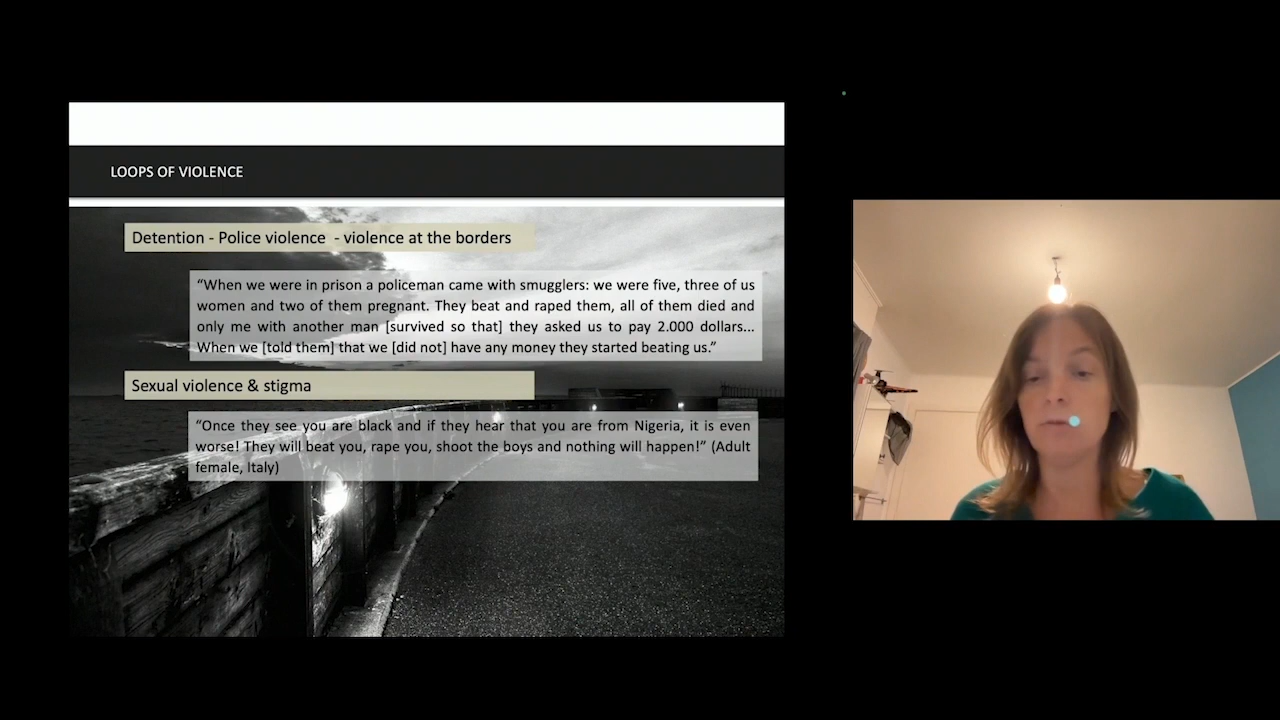 LOOPS OF VIOLENCE
Detention - Police violence - violence at the borders
“When we were in prison a policeman came with smugglers: we were five, three of us
women and two of them pregnant. They beat and raped them, all of them died and
only me with another man [survived so that] they asked us to pay 2.000 dollars...
When we [told them] that we [did not] have any money they started beating us.”
Sexual violence & stigma
“Once they see you are black and if they hear that you are from Nigeria, it is even
worse! They will beat you, rape you, shoot the boys and nothing will happen!” (Adult
female, Italy)